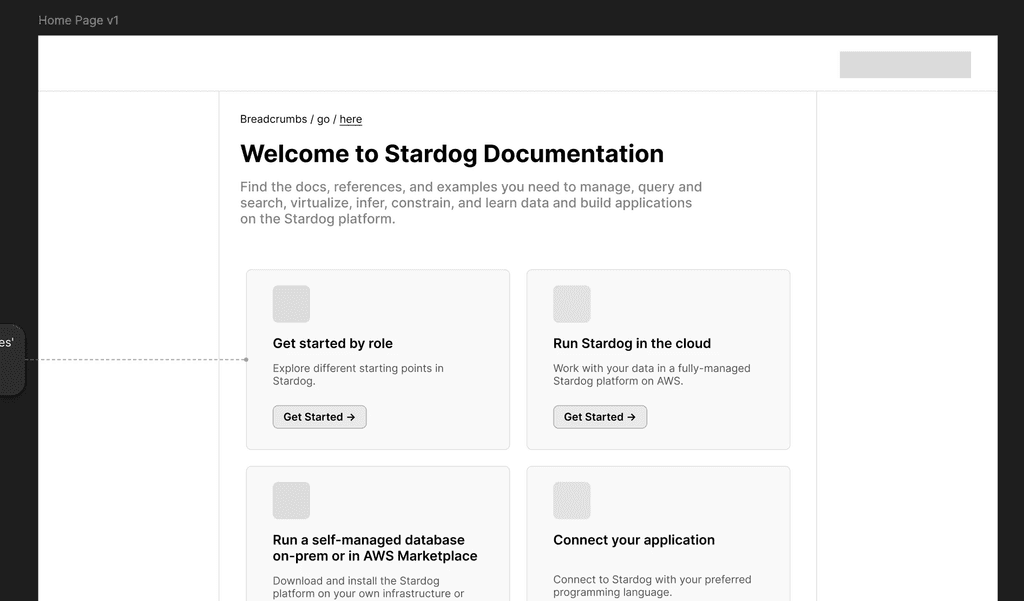 Home Page v1
Breadcrumbs / go / here
Welcome to Stardog Documentation
Find the docs, references, and examples you need to manage, query and
search, virtualize, infer, constrain, and learn data and build applications
on the Stardog platform.
es'
Get started by role
Explore different starting points in
Stardog.
Get Started →
Run Stardog in the cloud
Work with your data in a fully-managed
Stardog platform on AWS.
Get Started →
Run a self-managed database
on-prem or in AWS Marketplace
Download and install the Stardog
platform on your own infrastructure or
Connect your application
Connect to Stardog with your preferred
programming language.